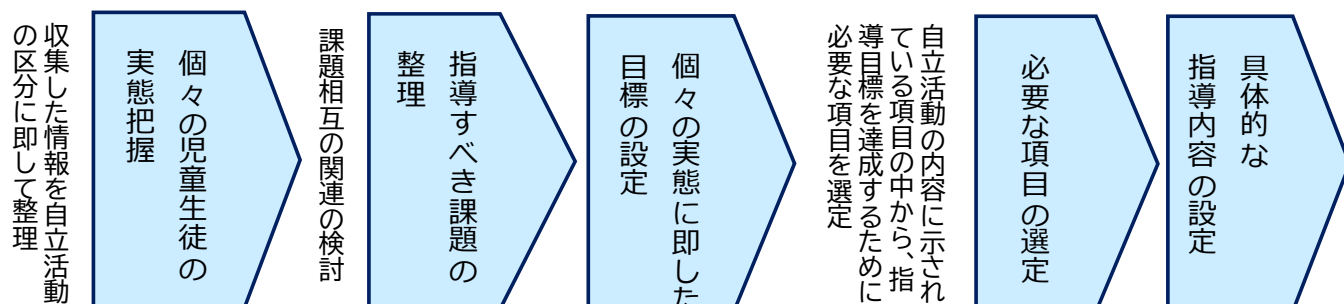 収集した情報を自立活動
の区分に即して整理
個々の児童生徒の
実態把握
課題相互の関連の検討
指導すべき課題の
整理
個々の実態に即した
目標の設定
自立活動の内容に示され
ている項目の中から、指
導目標を達成するために
必要な項目を選定
必要な項目の選定
具体的な
指導内容の設定